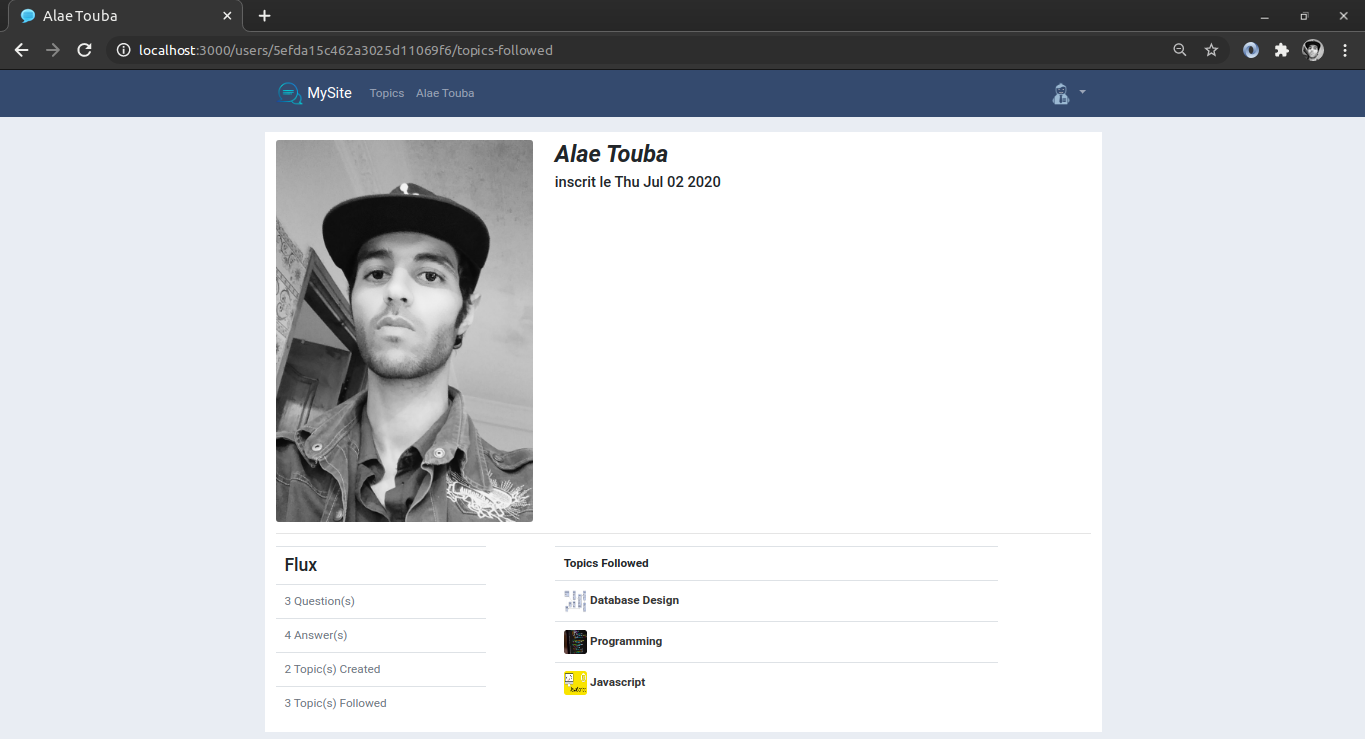 Alae Touba
localhost:3000/users/5efda15c462a3025d11069f6/topics-followed
MySite Topics Alae Touba
Alae Touba
inscrit le Thu Jul 02 2020
Flux
3 Question(s)
4 Answer(s)
2 Topic(s) Created
3 Topic(s) Followed
Topics Followed
Database Design
Programming
Javascript